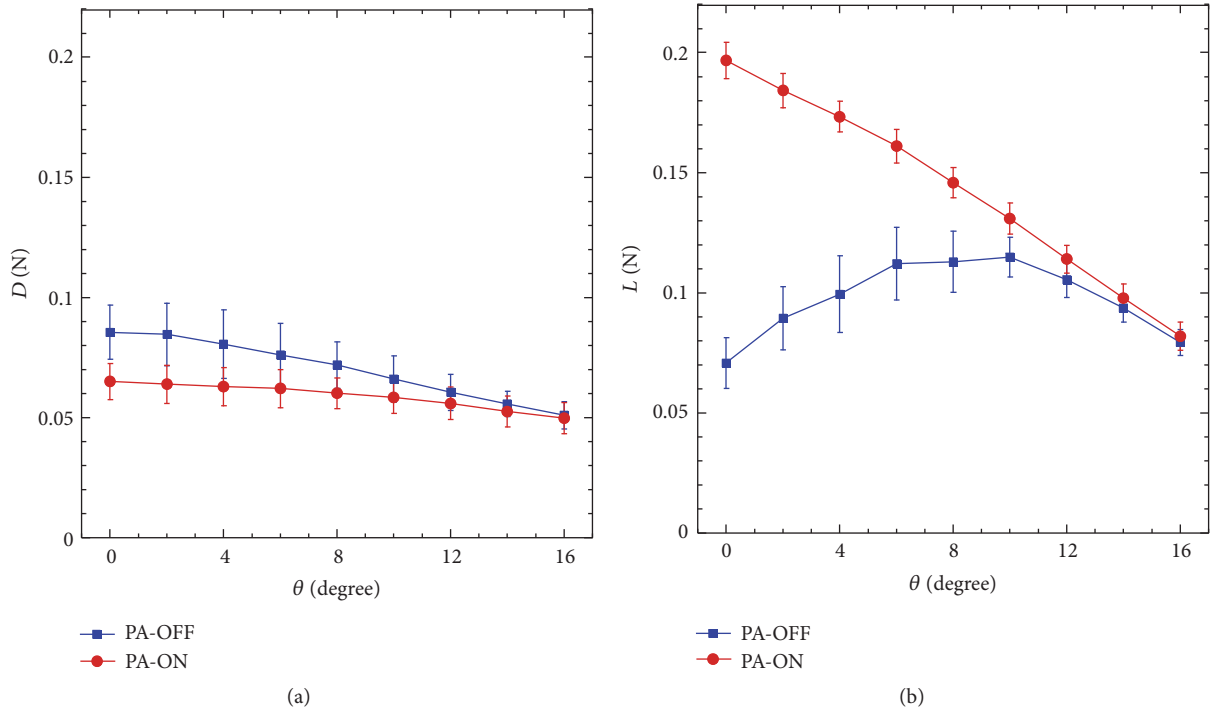 0.2
0.15
0.1
0.05
0
D (N)
0 4 8 12 16
θ (degree)
PA-OFF
PA-ON
(a)
0.2
0.15
0.1
0.05
0
L (N)
0 4 8 12 16
θ (degree)
PA-OFF
PA-ON
(b)